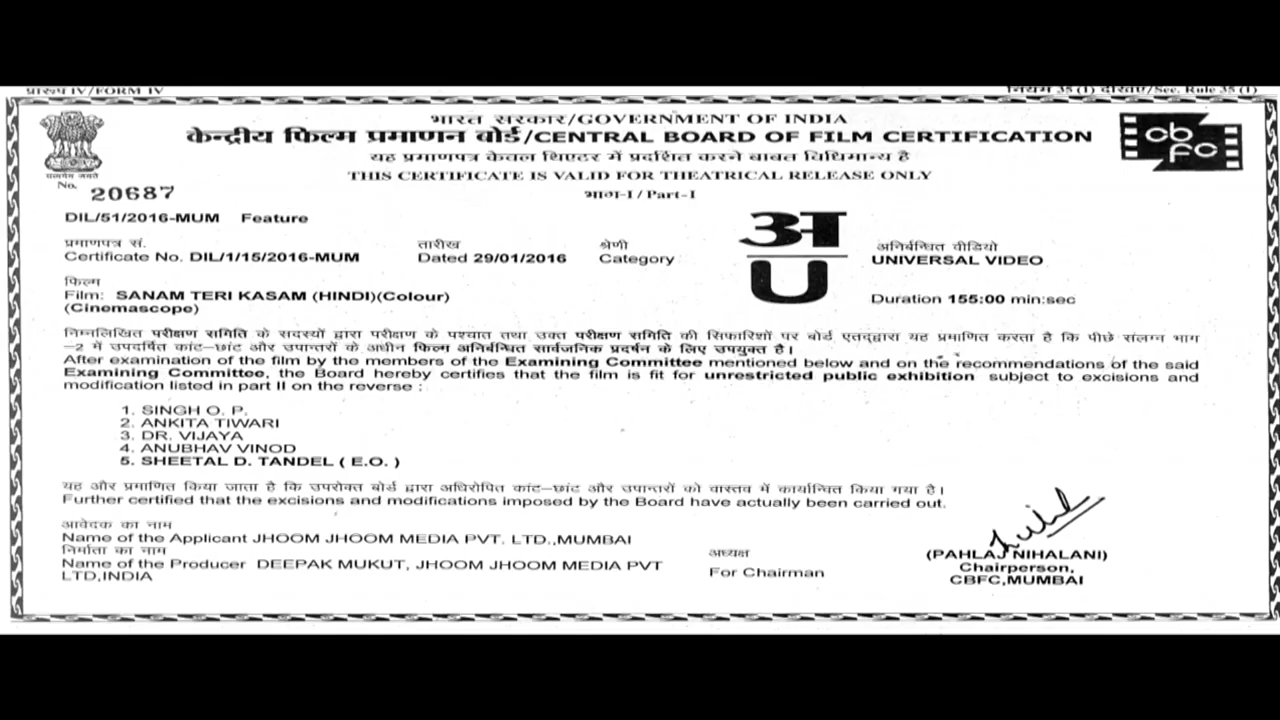 प्रारूप IV/FORM IV
नियम 35 (1) देखिए/See. Rule 35 (1)
भारत सरकार/GOVERNMENT OF INDIA
केन्द्रीय फिल्म प्रमाणन बोर्ड/CENTRAL BOARD OF FILM CERTIFICATION
cbfc
यह प्रमाणपत्र केवल थिएटर में प्रदर्शित करने बाबत विधिमान्य है
THIS CERTIFICATE IS VALID FOR THEATRICAL RELEASE ONLY
सत्यमेव जयते
No. 20687
भाग-I/Part-I
DIL/51/2016-MUM Feature
प्रमाणपत्र सं. तारीख श्रेणी अ अनिर्बन्धित वीडियो
Certificate No. DIL/1/15/2016-MUM Dated 29/01/2016 Category U UNIVERSAL VIDEO
फिल्म
Film: SANAM TERI KASAM (HINDI)(Colour) Duration 155:00 min:sec
(Cinemascope)
निम्नलिखित परीक्षण समिति के सदस्यों द्वारा परीक्षण के पश्चात तथा उक्त परीक्षण समिति की सिफारिशों पर बोर्ड एतद्द्वारा यह प्रमाणित करता है कि पीछे संलग्न भाग
-2 में उपदर्शित कांट-छांट और उपान्तरों के अधीन फिल्म अनिर्बन्धित सार्वजनिक प्रदर्शन के लिए उपयुक्त है।
After examination of the film by the members of the Examining Committee mentioned below and on the recommendations of the said
Examining Committee, the Board hereby certifies that the film is fit for unrestricted public exhibition subject to excisions and
modification listed in part II on the reverse :
1. SINGH O. P.
2. ANKITA TIWARI
3. DR. VIJAYA
4. ANUBHAV VINOD
5. SHEETAL D. TANDEL ( E.O. )
यह और प्रमाणित किया जाता है कि उपरोक्त बोर्ड द्वारा अधिरोपित कांट-छांट और उपान्तरों को वास्तव में कार्यान्वित किया गया है।
Further certified that the excisions and modifications imposed by the Board have actually been carried out.
आवेदक का नाम
Name of the Applicant JHOOM JHOOM MEDIA PVT. LTD.,MUMBAI
निर्माता का नाम
Name of the Producer DEEPAK MUKUT, JHOOM JHOOM MEDIA PVT
LTD,INDIA
अध्यक्ष
For Chairman
(PAHLAJ NIHALANI)
Chairperson,
CBFC,MUMBAI